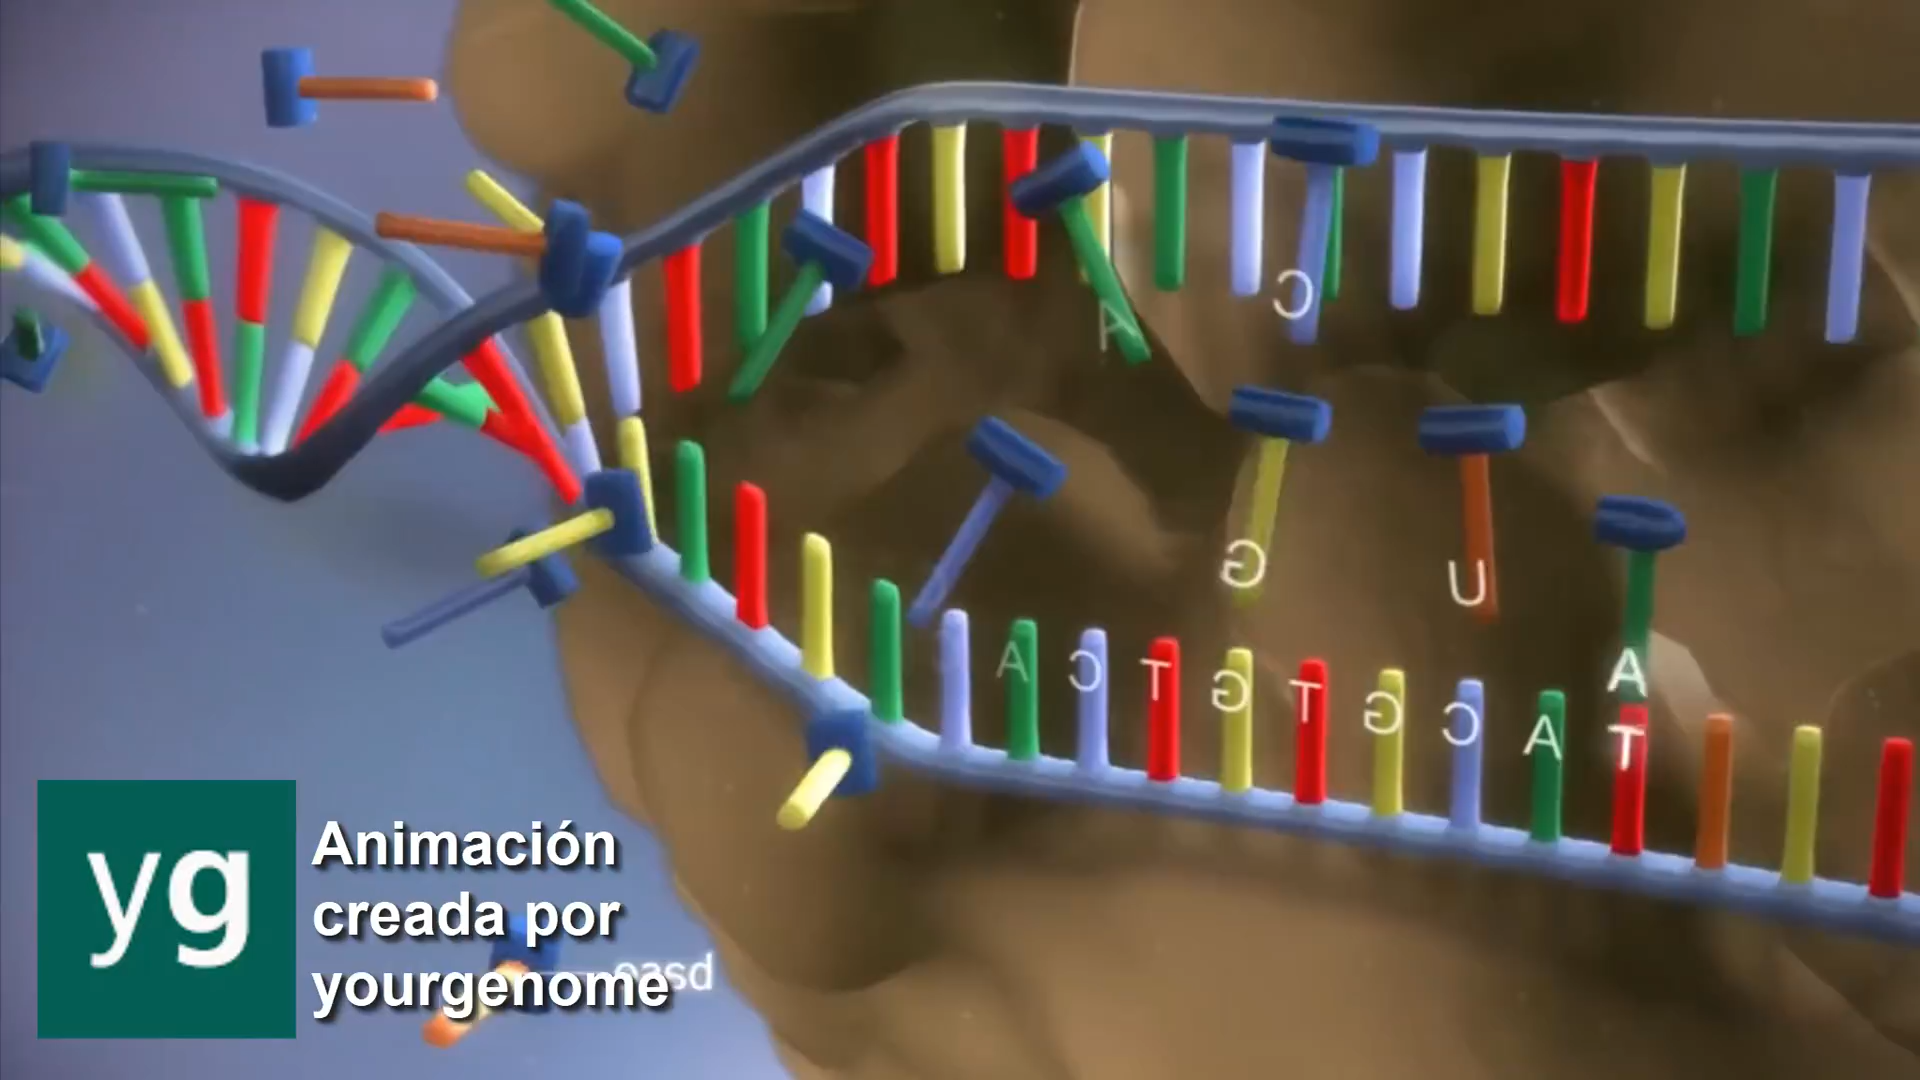 C
A
G
U
A
A C T G T G C A T
yg
Animación
creada por
yourgenome